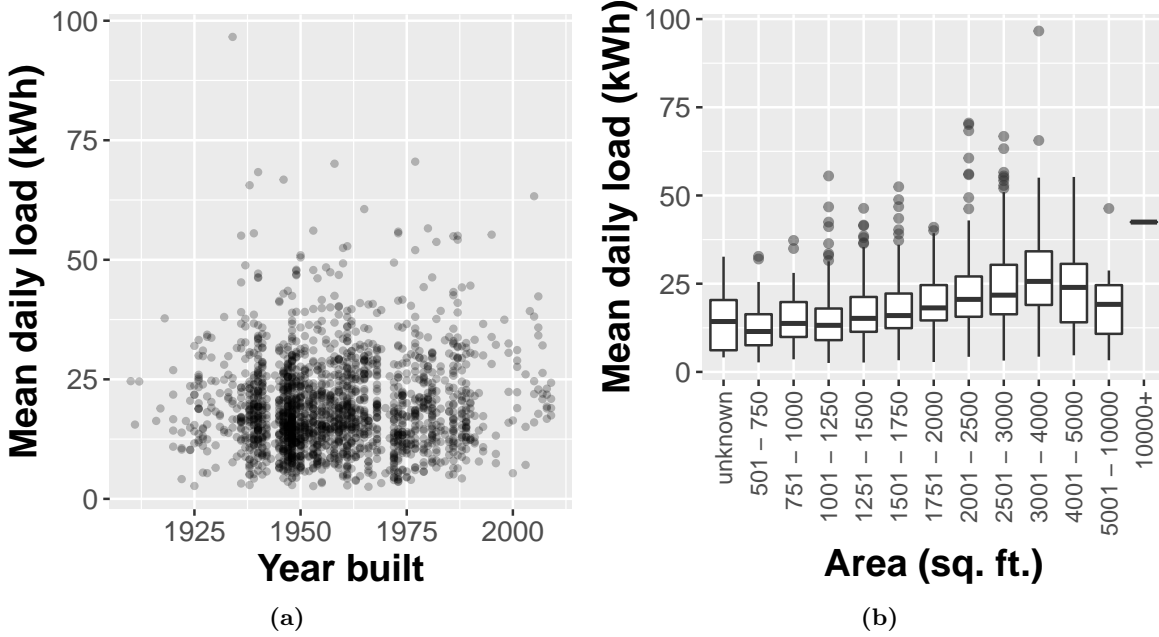 Mean daily load (kWh)
100
75
50
25
0
1925 1950 1975 2000
Year built
(a)
Mean daily load (kWh)
100
75
50
25
0
unknown
501 – 750
751 – 1000
1001 – 1250
1251 – 1500
1501 – 1750
1751 – 2000
2001 – 2500
2501 – 3000
3001 – 4000
4001 – 5000
5001 – 10000
10000+
Area (sq. ft.)
(b)